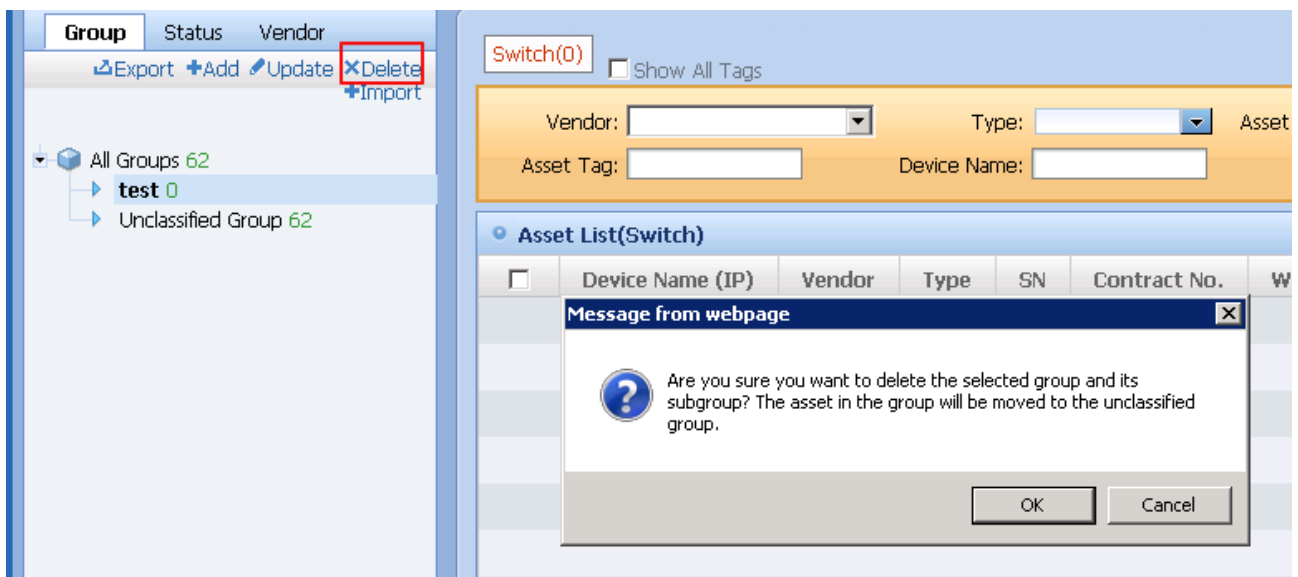 Group Status Vendor
Export Add Update Delete
Import
All Groups 62
test 0
Unclassified Group 62
Switch(0)
Show All Tags
Vendor: Type: Asset
Asset Tag: Device Name:
Asset List(Switch)
Device Name (IP) Vendor Type SN Contract No. W
Message from webpage
Are you sure you want to delete the selected group and its
subgroup? The asset in the group will be moved to the unclassified
group.
OK Cancel